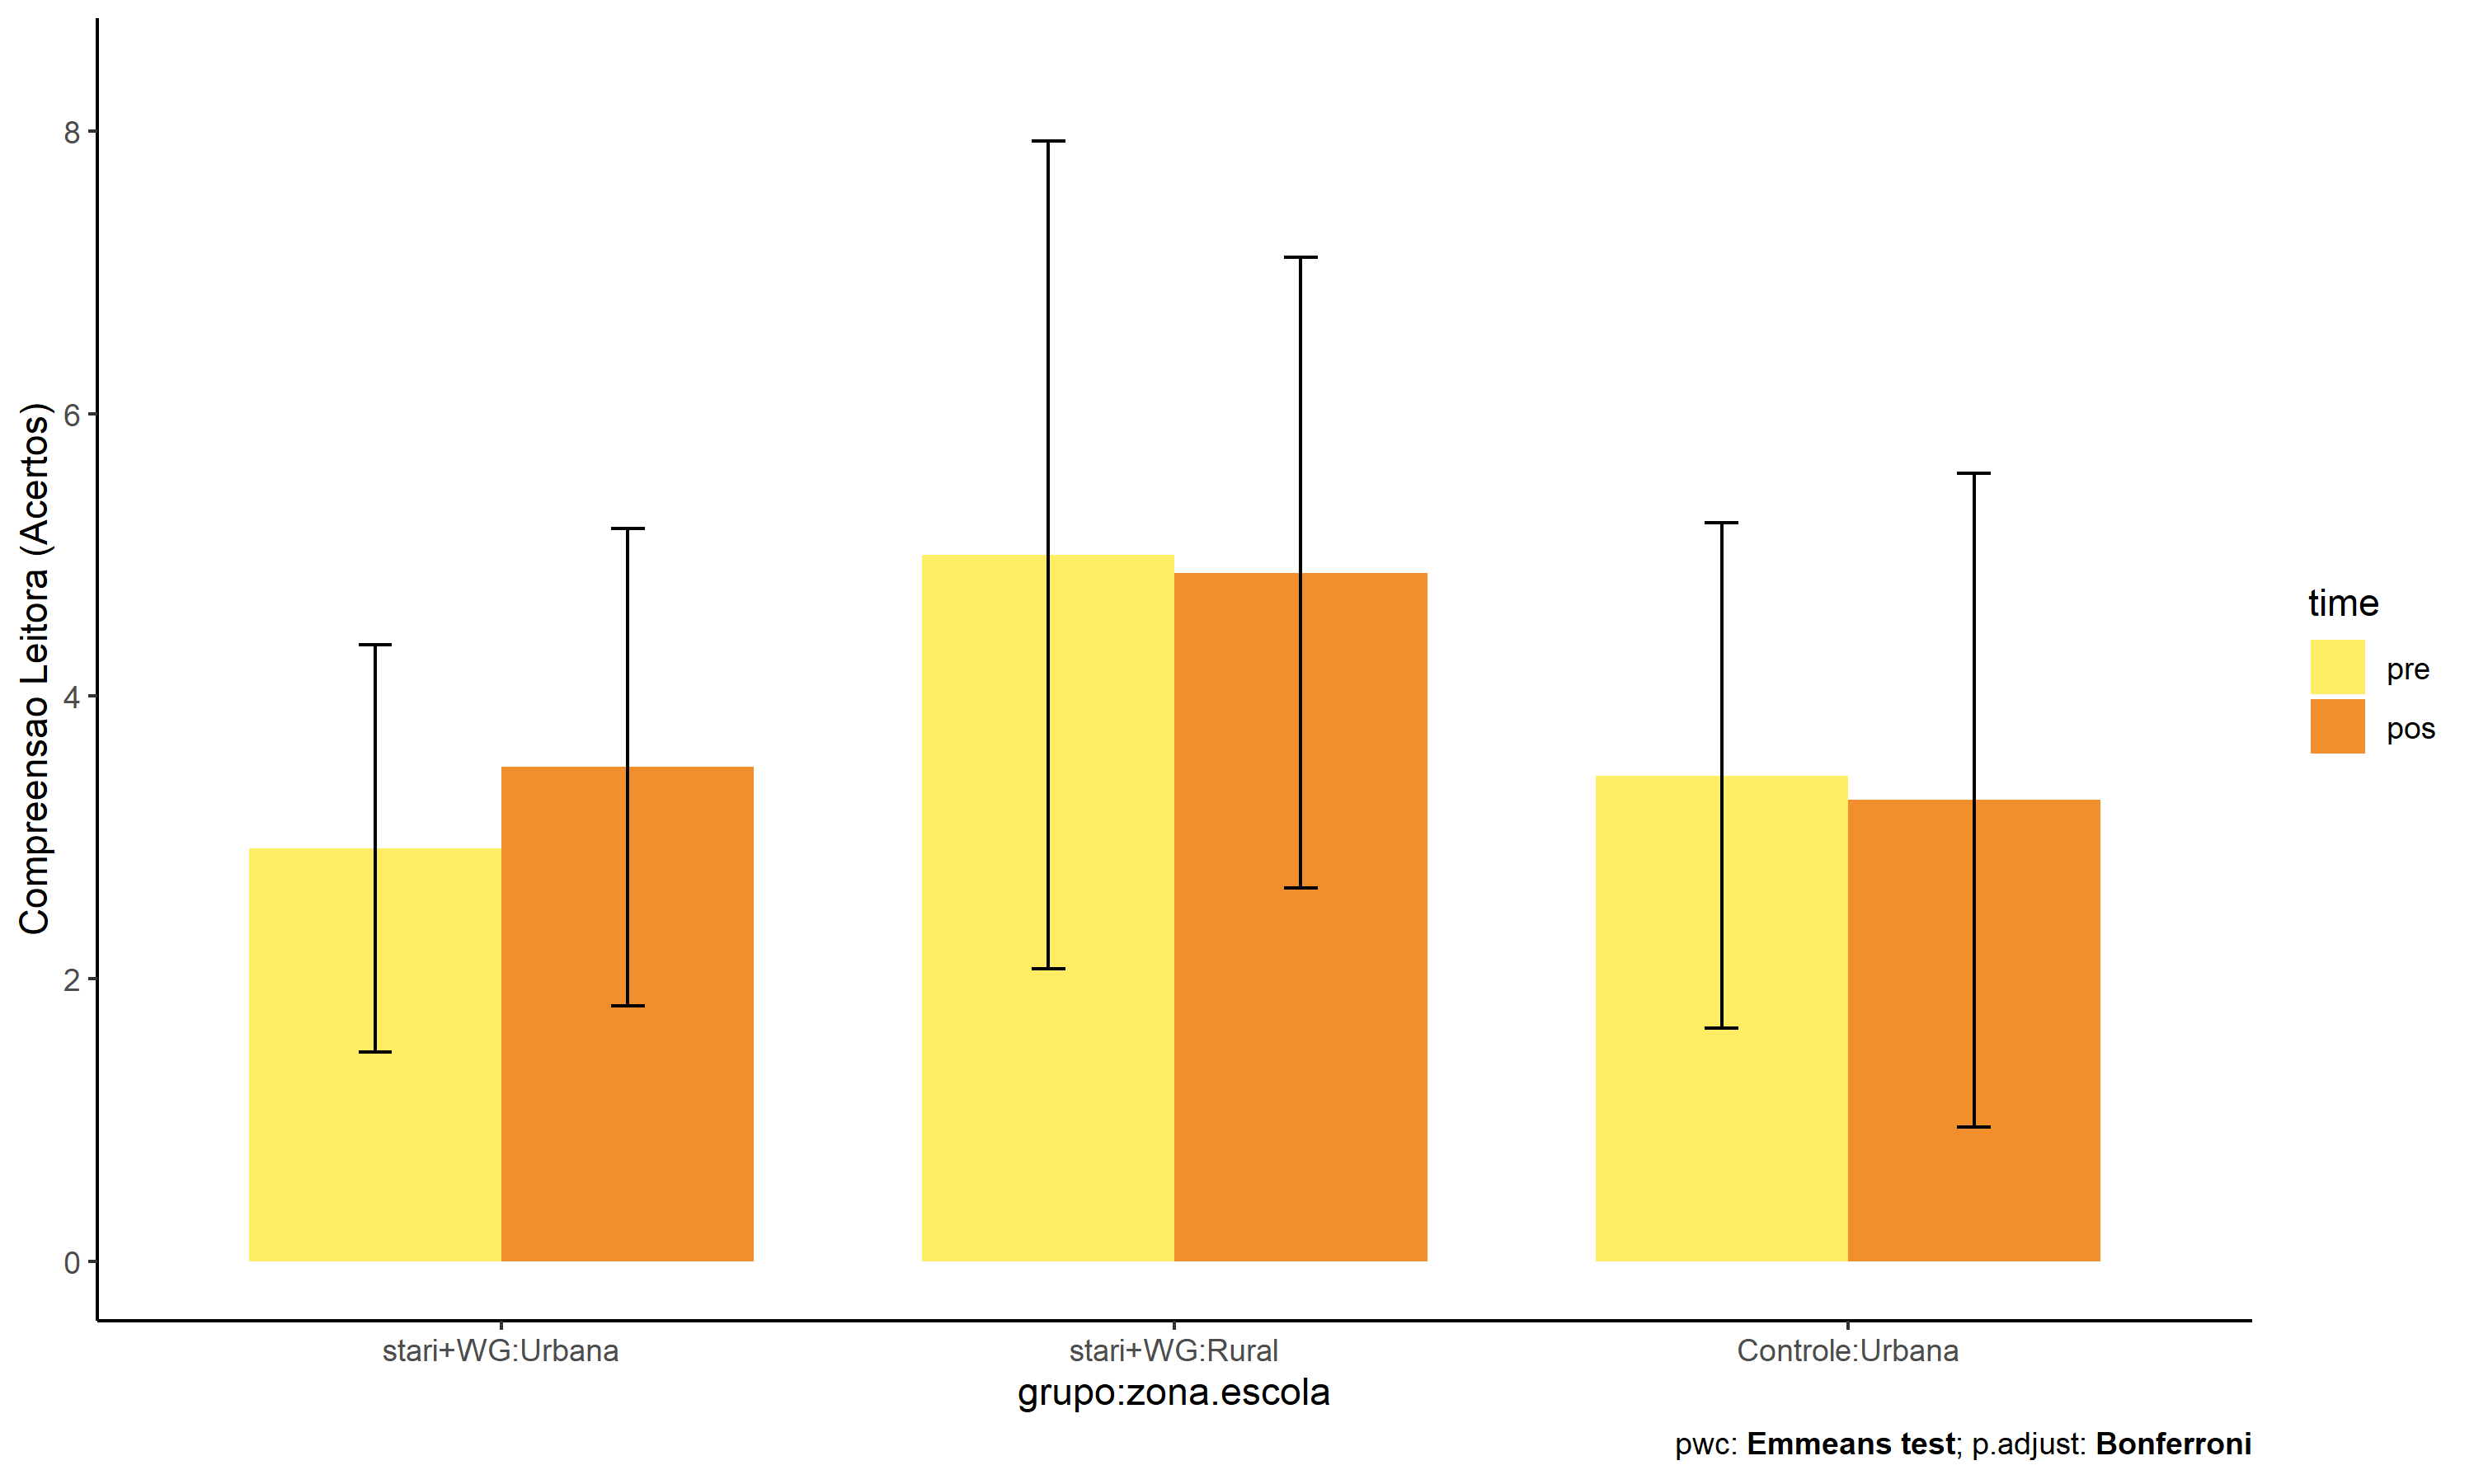 Compreensao Leitora (Acertos)
8
6
4
2
0
stari+WG:Urbana
stari+WG:Rural
Controle:Urbana
grupo:zona.escola
time
pre
pos
pwc: Emmeans test; p.adjust: Bonferroni